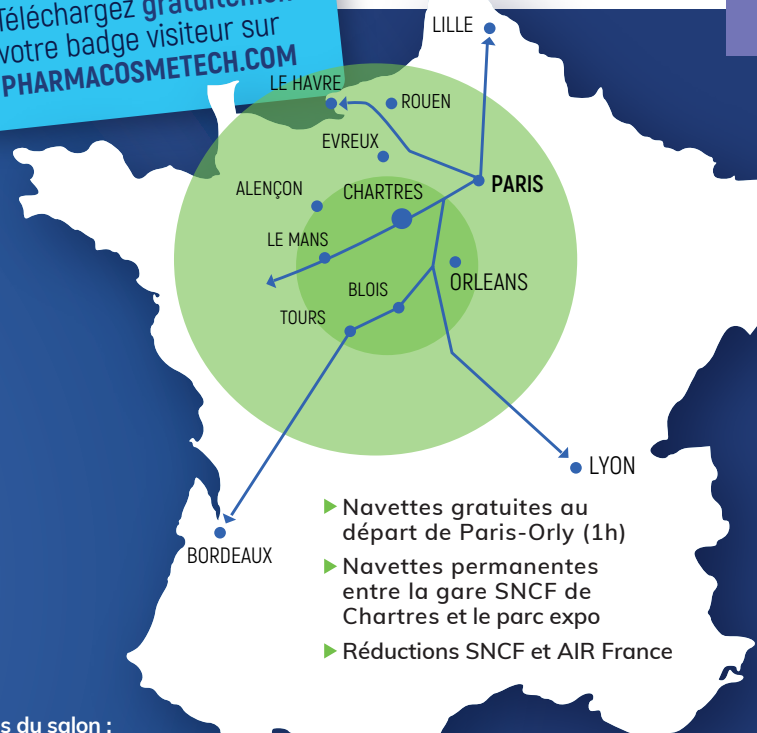 Téléchargez gratuitement
votre badge visiteur sur
PHARMACOSMETECH.COM
LILLE
LE HAVRE
ROUEN
EVREUX
PARIS
ALENÇON
CHARTRES
LE MANS
BLOIS
ORLEANS
TOURS
LYON
BORDEAUX
Navettes gratuites au
départ de Paris-Orly (1h)
Navettes permanentes
entre la gare SNCF de
Chartres et le parc expo
Réductions SNCF et AIR France
s du salon :